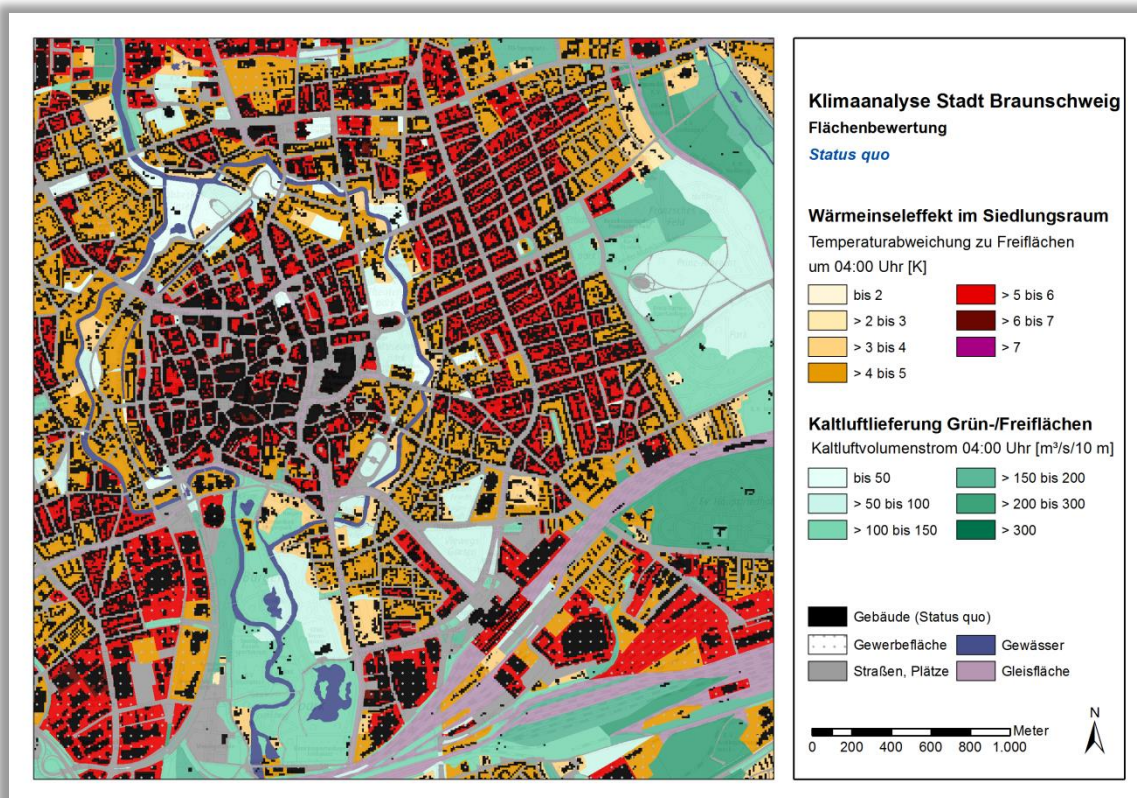 Klimaanalyse Stadt Braunschweig
Flächenbewertung
Status quo
Wärmeinseleffekt im Siedlungsraum
Temperaturabweichung zu Freiflächen
um 04:00 Uhr [K]
bis 2
> 5 bis 6
> 2 bis 3
> 6 bis 7
> 3 bis 4
> 7
> 4 bis 5
Kaltluftlieferung Grün-/Freiflächen
Kaltluftvolumenstrom 04:00 Uhr [m³/s/10 m]
bis 50
> 150 bis 200
> 50 bis 100
> 200 bis 300
> 100 bis 150
> 300
Gebäude (Status quo)
Gewerbefläche
Gewässer
Straßen, Plätze
Gleisfläche
Meter
0 200 400 600 800 1.000
N